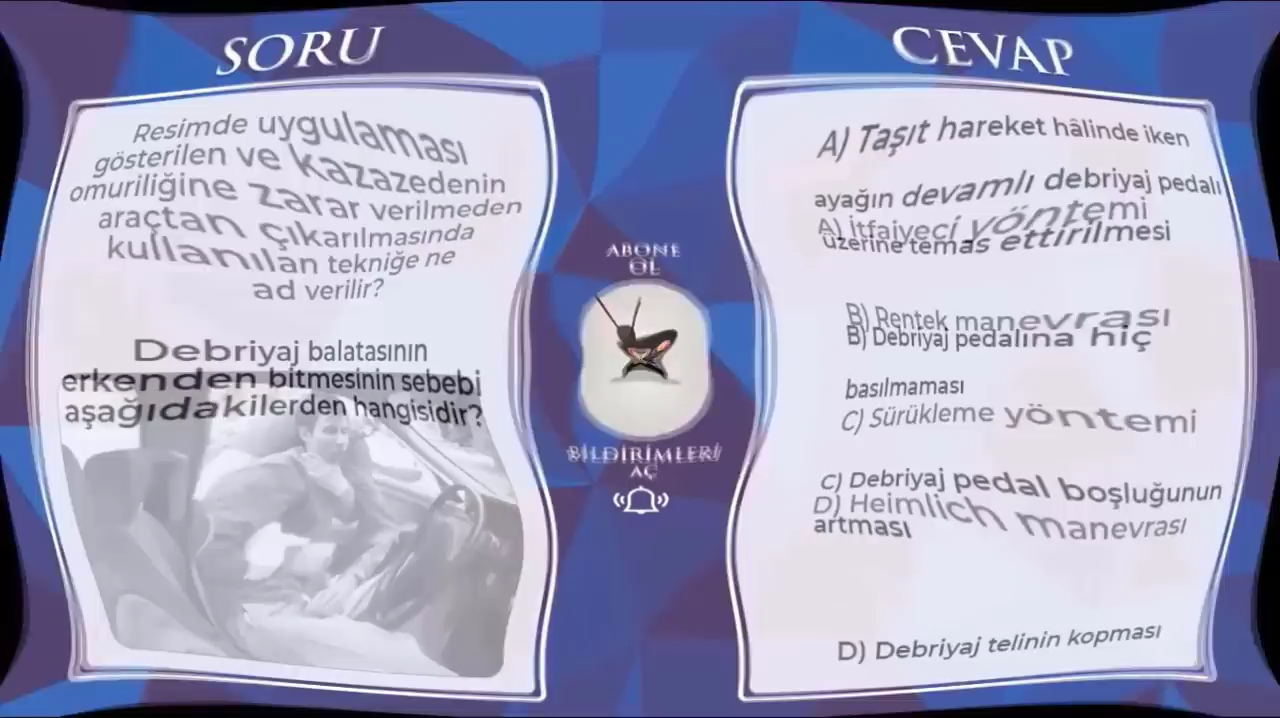 SORU
Resimde uygulaması
gösterilen ve kazazedenin
omuriliğine zarar verilmeden
araçtan çıkarılmasında
kullanılan tekniğe ne
ad verilir?
Debriyaj balatasının
erkenden bitmesinin sebebi
aşağıdakilerden hangisidir?
ABONE
OL
BİLDİRİMLERİ
AÇ
CEVAP
A) Taşıt hareket hâlinde iken
ayağın devamlı debriyaj pedalı
A) İtfaiyeci yöntemi
üzerine temas ettirilmesi
B) Rentek manevrası
B) Debriyaj pedalına hiç
basılmaması
C) Sürükleme yöntemi
C) Debriyaj pedal boşluğunun
D) Heimlich manevrası
artması
D) Debriyaj telinin kopması